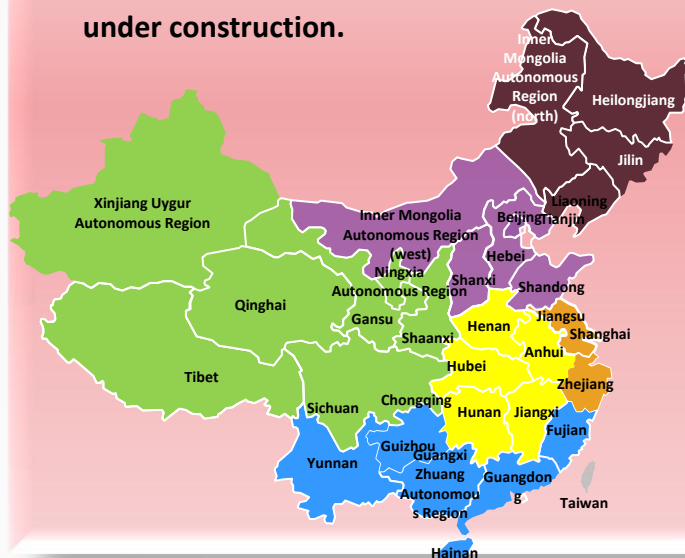 under construction.
Inner
Mongolia
Autonomous
Region
(north)
Heilongjiang
Jilin
Liaoning
Xinjiang Uygur
Autonomous Region
Inner Mongolia
Autonomous Region
(west)
Beijing
Tianjin
Hebei
Ningxia
Autonomous Region
Shanxi
Shandong
Qinghai
Gansu
Shaanxi
Henan
Jiangsu
Shanghai
Anhui
Hubei
Tibet
Zhejiang
Sichuan
Chongqing
Hunan
Jiangxi
Fujian
Guizhou
Yunnan
Guangxi
Zhuang
Autonomou
s Region
Guangdon
g
Taiwan
Hainan